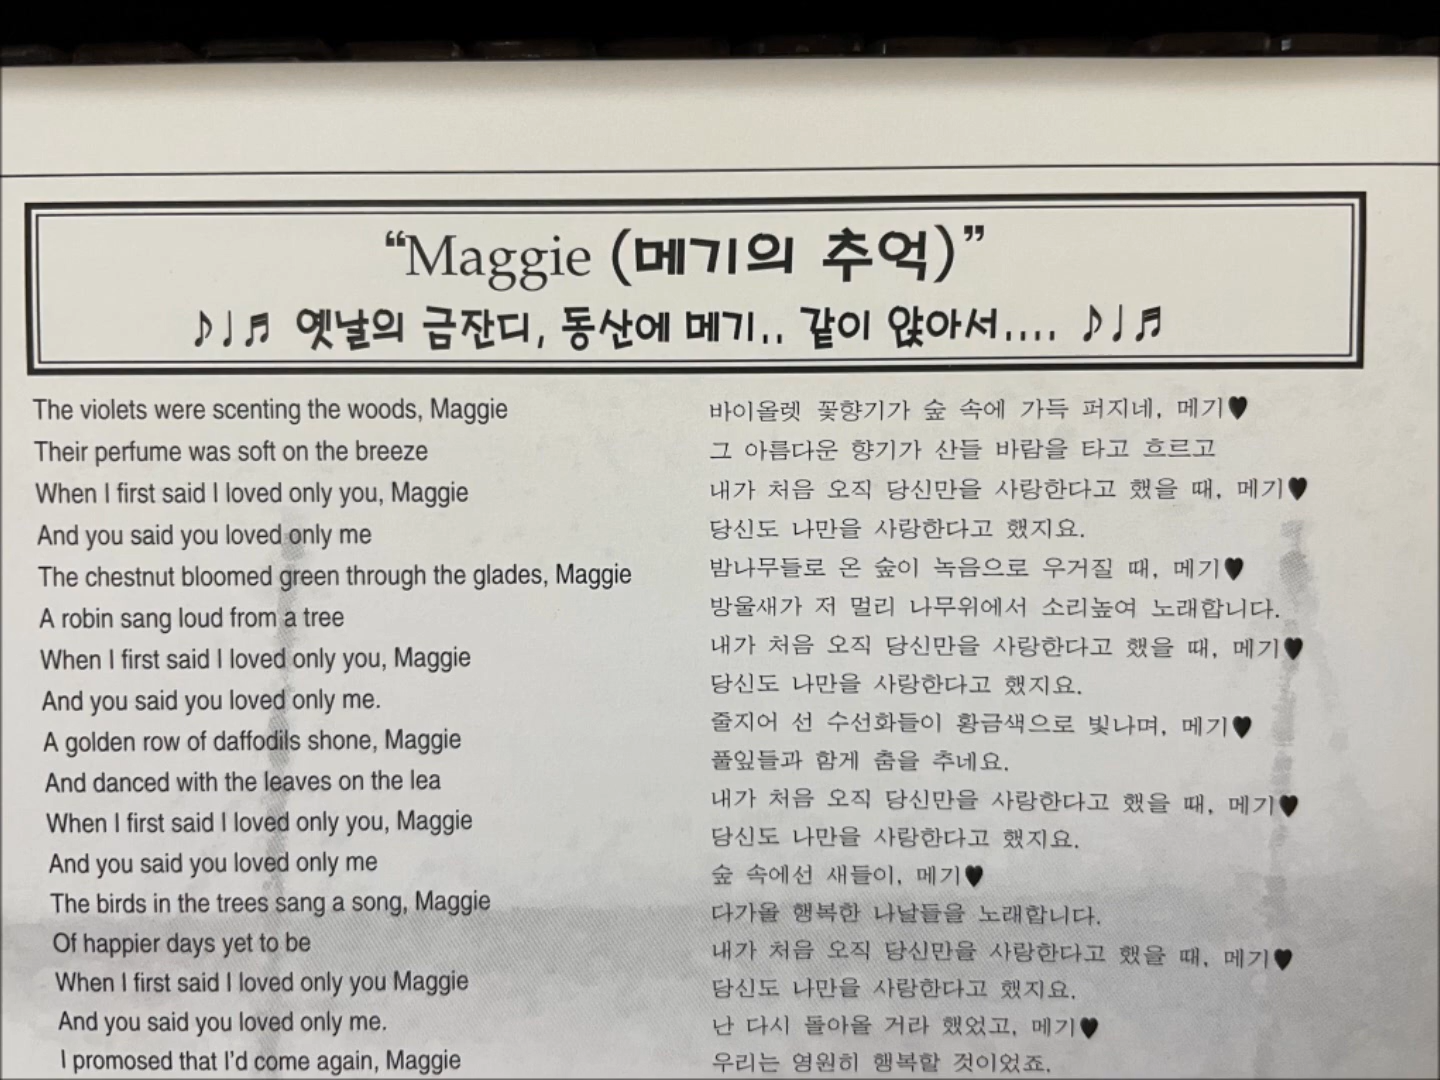 “Maggie (메기의 추억)”
♪♩♬ 옛날의 금잔디, 동산에 메기.. 같이 앉아서.... ♪♩♬
The violets were scenting the woods, Maggie
Their perfume was soft on the breeze
When I first said I loved only you, Maggie
And you said you loved only me
The chestnut bloomed green through the glades, Maggie
A robin sang loud from a tree
When I first said I loved only you, Maggie
And you said you loved only me.
A golden row of daffodils shone, Maggie
And danced with the leaves on the lea
When I first said I loved only you, Maggie
And you said you loved only me
The birds in the trees sang a song, Maggie
Of happier days yet to be
When I first said I loved only you Maggie
And you said you loved only me.
I promosed that I'd come again, Maggie
바이올렛 꽃향기가 숲 속에 가득 퍼지네, 메기♥
그 아름다운 향기가 산들 바람을 타고 흐르고
내가 처음 오직 당신만을 사랑한다고 했을 때, 메기♥
당신도 나만을 사랑한다고 했지요.
밤나무들로 온 숲이 녹음으로 우거질 때, 메기♥
방울새가 저 멀리 나무위에서 소리높여 노래합니다.
내가 처음 오직 당신만을 사랑한다고 했을 때, 메기♥
당신도 나만을 사랑한다고 했지요.
줄지어 선 수선화들이 황금색으로 빛나며, 메기♥
풀잎들과 함게 춤을 추네요.
내가 처음 오직 당신만을 사랑한다고 했을 때, 메기♥
당신도 나만을 사랑한다고 했지요.
숲 속에선 새들이, 메기♥
다가올 행복한 나날들을 노래합니다.
내가 처음 오직 당신만을 사랑한다고 했을 때, 메기♥
당신도 나만을 사랑한다고 했지요.
난 다시 돌아올 거라 했었고, 메기♥
우리는 영원히 행복할 것이었죠.